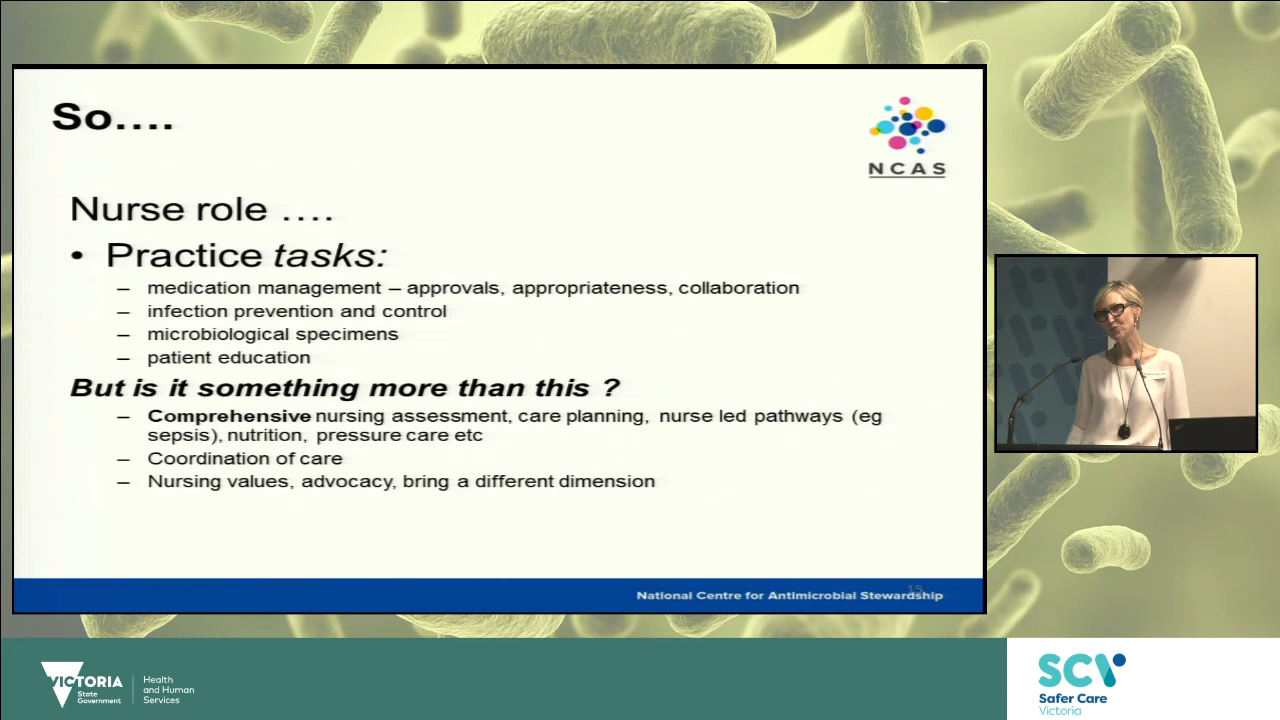 So....
NCAS
Nurse role ....
• Practice tasks:
– medication management – approvals, appropriateness, collaboration
– infection prevention and control
– microbiological specimens
– patient education
But is it something more than this ?
– Comprehensive nursing assessment, care planning, nurse led pathways (eg
sepsis), nutrition, pressure care etc
– Coordination of care
– Nursing values, advocacy, bring a different dimension
15
National Centre for Antimicrobial Stewardship
VICTORIA
State
Government
Health
and Human
Services
SCV
Safer Care
Victoria